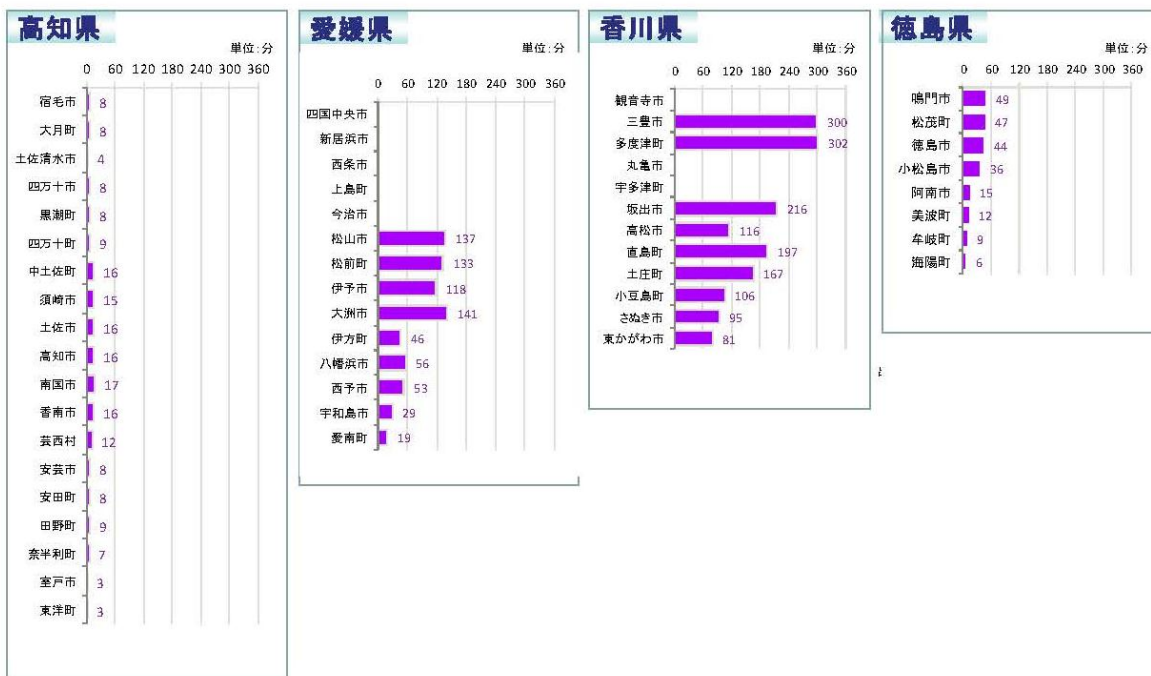 高知県
単位：分
0 60 120 180 240 300 360
宿毛市 8
大月町 8
土佐清水市 4
四万十市 8
黒潮町 8
四万十町 9
中土佐町 16
須崎市 15
土佐市 16
高知市 16
南国市 17
香南市 16
芸西村 12
安芸市 8
安田町 8
田野町 9
奈半利町 7
室戸市 3
東洋町 3
愛媛県
単位：分
0 60 120 180 240 300 360
四国中央市
新居浜市
西条市
上島町
今治市
松山市 137
松前町 133
伊予市 118
大洲市 141
伊方町 46
八幡浜市 56
西予市 53
宇和島市 29
愛南町 19
香川県
単位：分
0 60 120 180 240 300 360
観音寺市
三豊市 300
多度津町 302
丸亀市
宇多津町
坂出市 216
高松市 116
直島町 197
土庄町 167
小豆島町 106
さぬき市 95
東かがわ市 81
徳島県
単位：分
0 60 120 180 240 300 360
鳴門市 49
松茂町 47
徳島市 44
小松島市 36
阿南市 15
美波町 12
牟岐町 9
海陽町 6